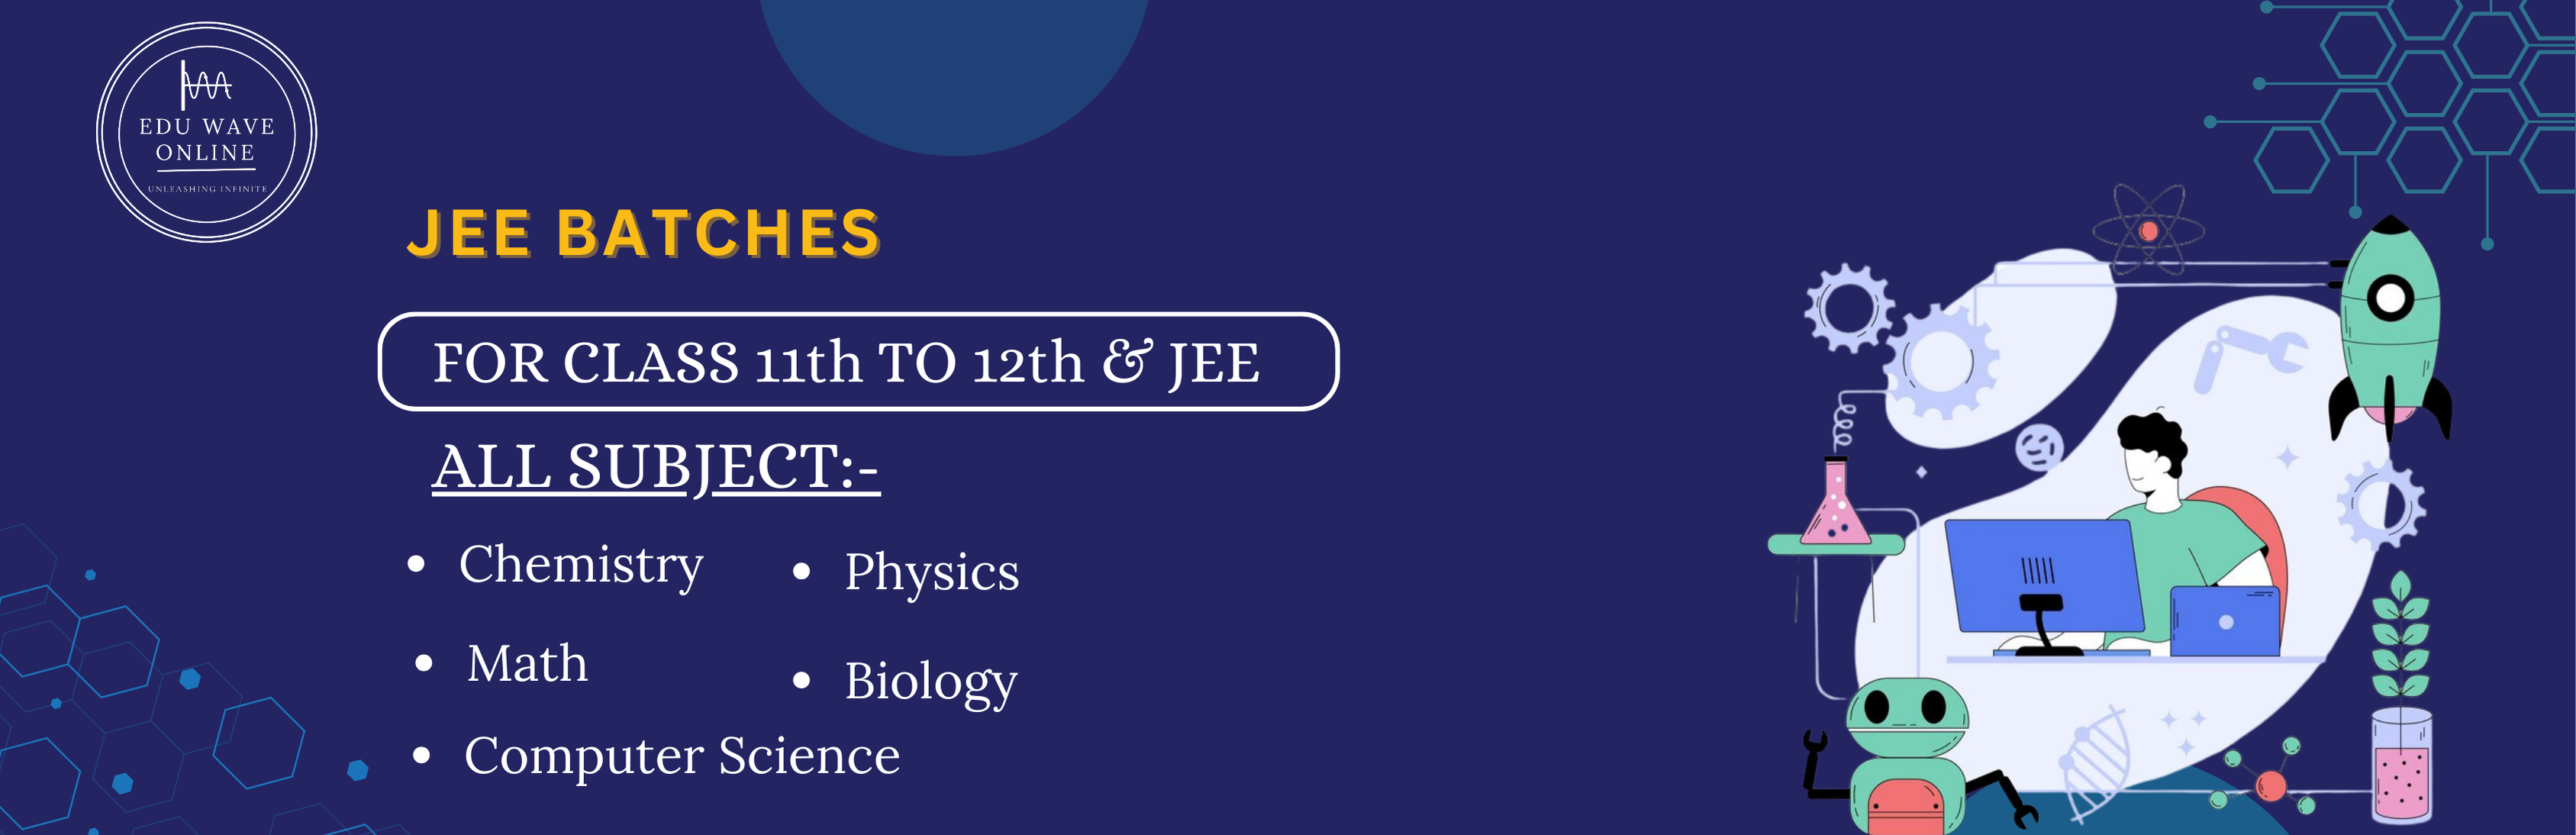 EDU WAVE
ONLINE
UNLEASHING INFINITE
JEE BATCHES
FOR CLASS 11th TO 12th & JEE
ALL SUBJECT:-
• Chemistry
• Physics
• Math
• Biology
• Computer Science